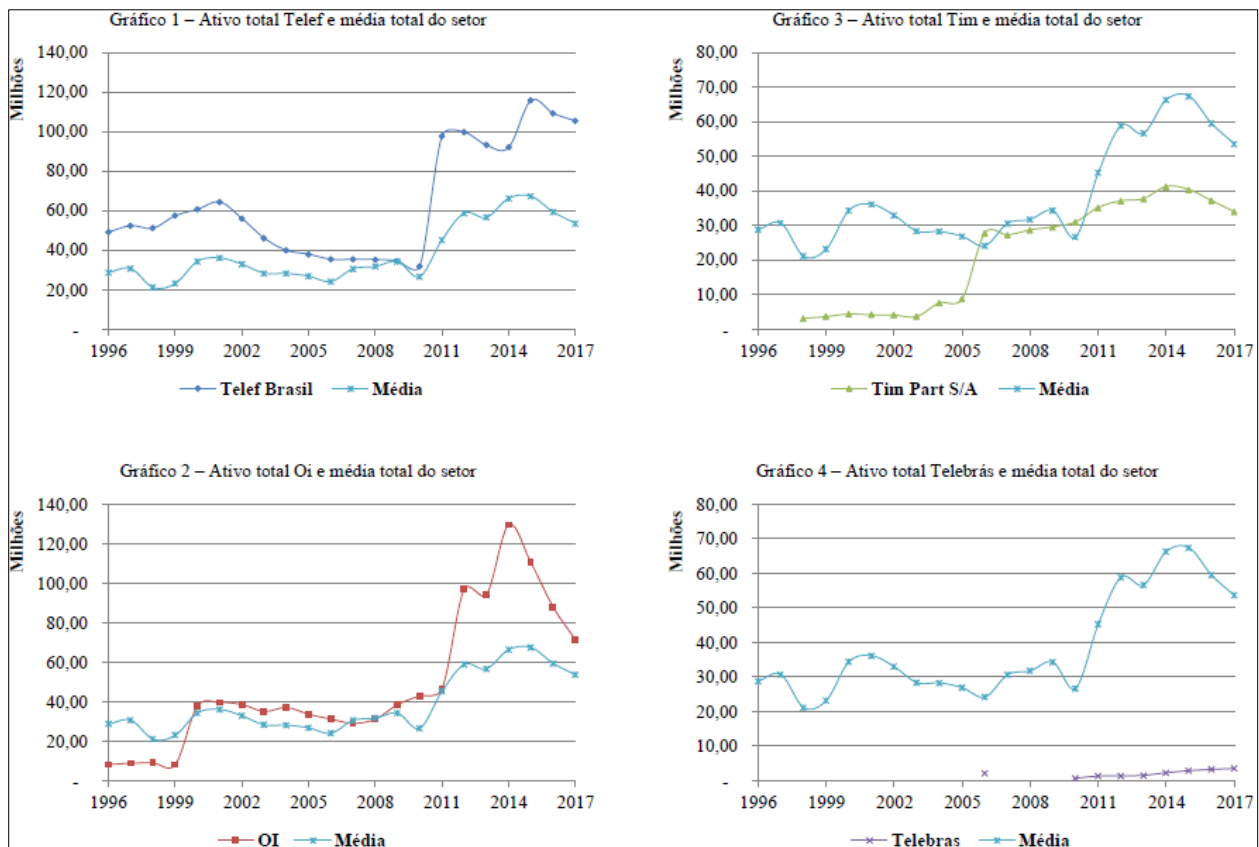 Gráfico 1 – Ativo total Telef e média total do setor
Milhões
140,00
120,00
100,00
80,00
60,00
40,00
20,00
-
1996 1999 2002 2005 2008 2011 2014 2017
Telef Brasil Média
Gráfico 3 – Ativo total Tim e média total do setor
Milhões
80,00
70,00
60,00
50,00
40,00
30,00
20,00
10,00
-
1996 1999 2002 2005 2008 2011 2014 2017
Tim Part S/A Média
Gráfico 2 – Ativo total Oi e média total do setor
Milhões
140,00
120,00
100,00
80,00
60,00
40,00
20,00
-
1996 1999 2002 2005 2008 2011 2014 2017
OI Média
Gráfico 4 – Ativo total Telebrás e média total do setor
Milhões
80,00
70,00
60,00
50,00
40,00
30,00
20,00
10,00
-
1996 1999 2002 2005 2008 2011 2014 2017
Telebras Média